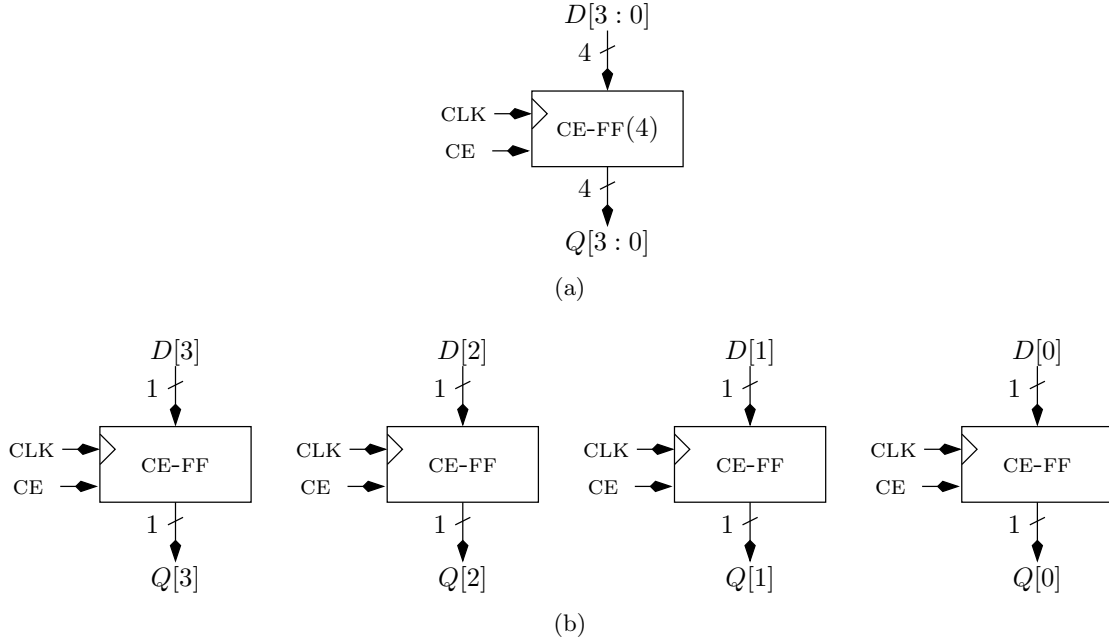 D[3 : 0]
4
CLK
CE-FF(4)
CE
4
Q[3 : 0]
(a)
D[3] D[2] D[1] D[0]
1 1 1 1
CLK CE-FF CLK CE-FF CLK CE-FF CLK CE-FF
CE CE CE CE
1 1 1 1
Q[3] Q[2] Q[1] Q[0]
(b)